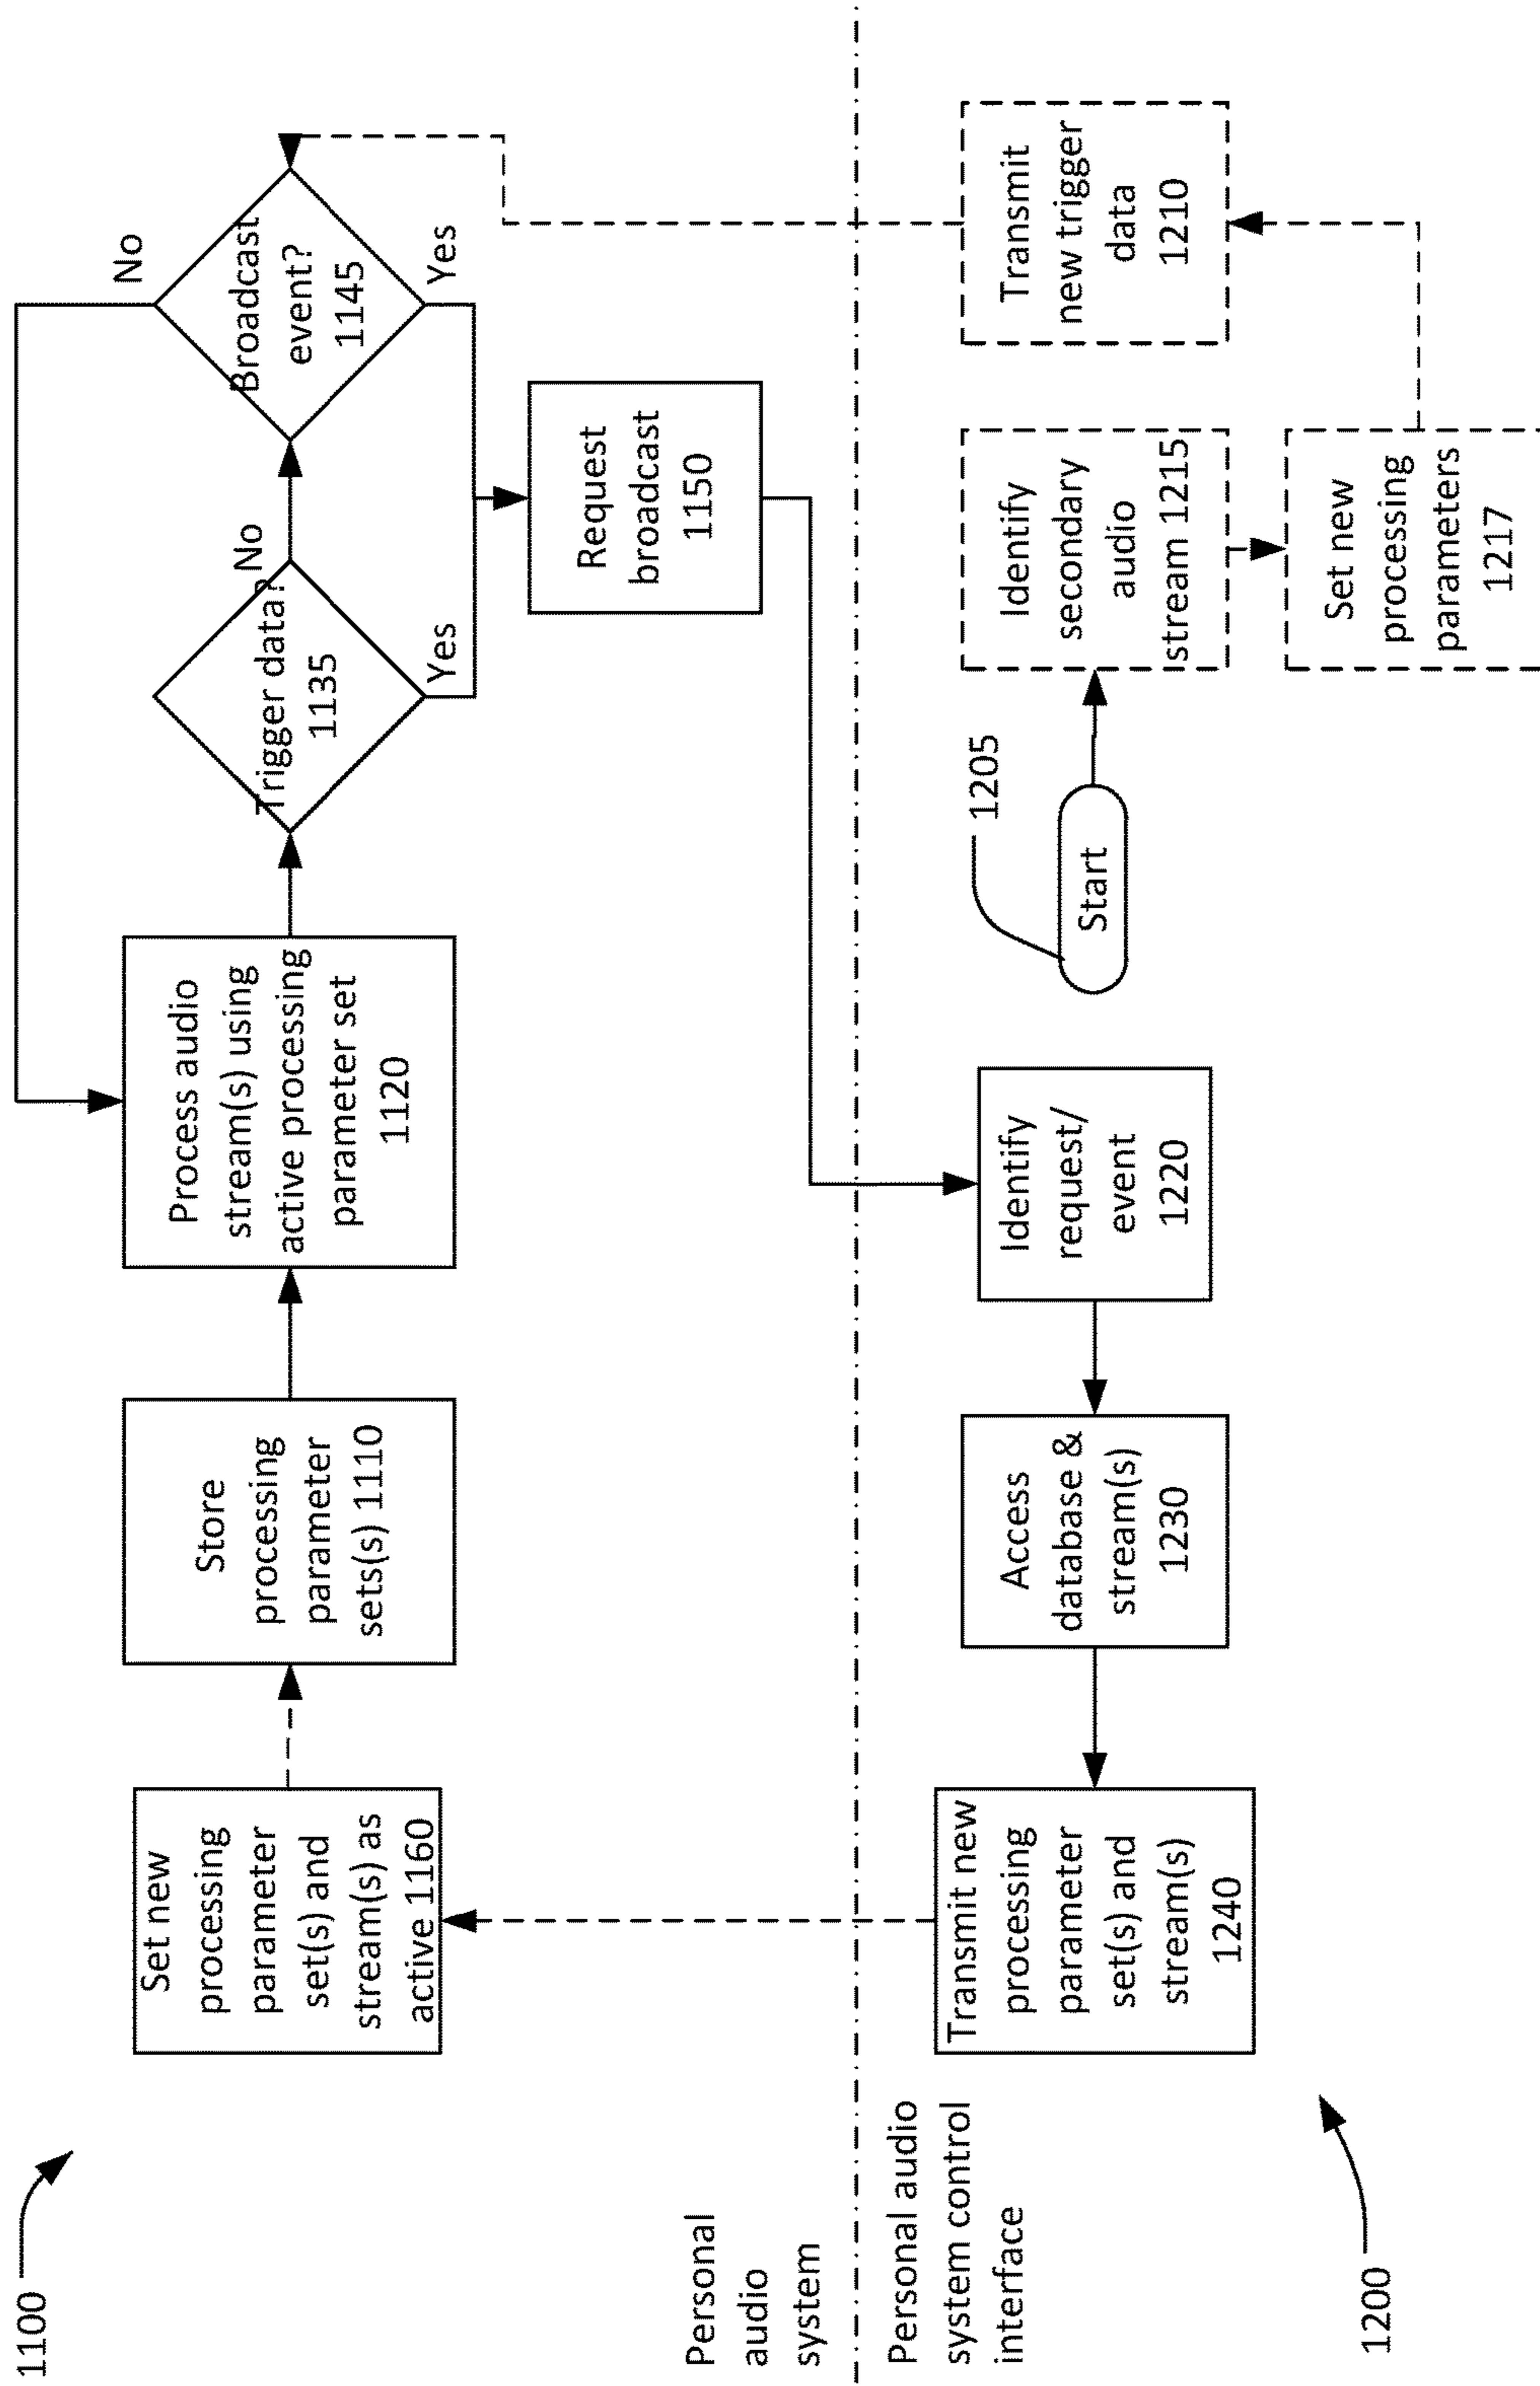 1100
Set new
processing
parameter
set(s) and
stream(s) as
active 1160
Store
processing
parameter
sets(s) 1110
Process audio
stream(s) using
active processing
parameter set
1120
Trigger data?
1135
No
Yes
Broadcast
event?
1145
No
Yes
Request
broadcast
1150
Personal
audio
system
Personal audio
system control
interface
Transmit new
processing
parameter
set(s) and
stream(s)
1240
Access
database &
stream(s)
1230
Identify
request/
event
1220
1205
Start
Identify
secondary
audio
stream 1215
Set new
processing
parameters
1217
Transmit
new trigger
data
1210
1200